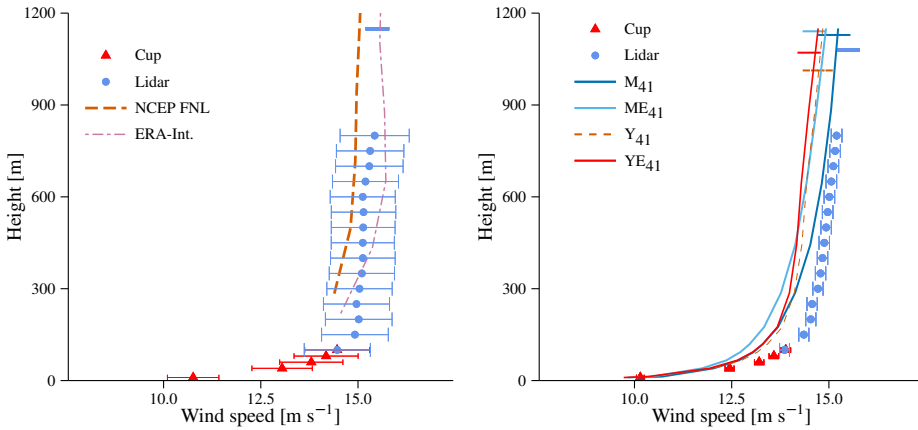 1200
900
600
300
0
Height [m]
Cup
Lidar
NCEP FNL
ERA-Int.
10.0
15.0
Wind speed [m s⁻¹]
1200
900
600
300
0
Height [m]
Cup
Lidar
M₄₁
ME₄₁
Y₄₁
YE₄₁
10.0
12.5
15.0
Wind speed [m s⁻¹]